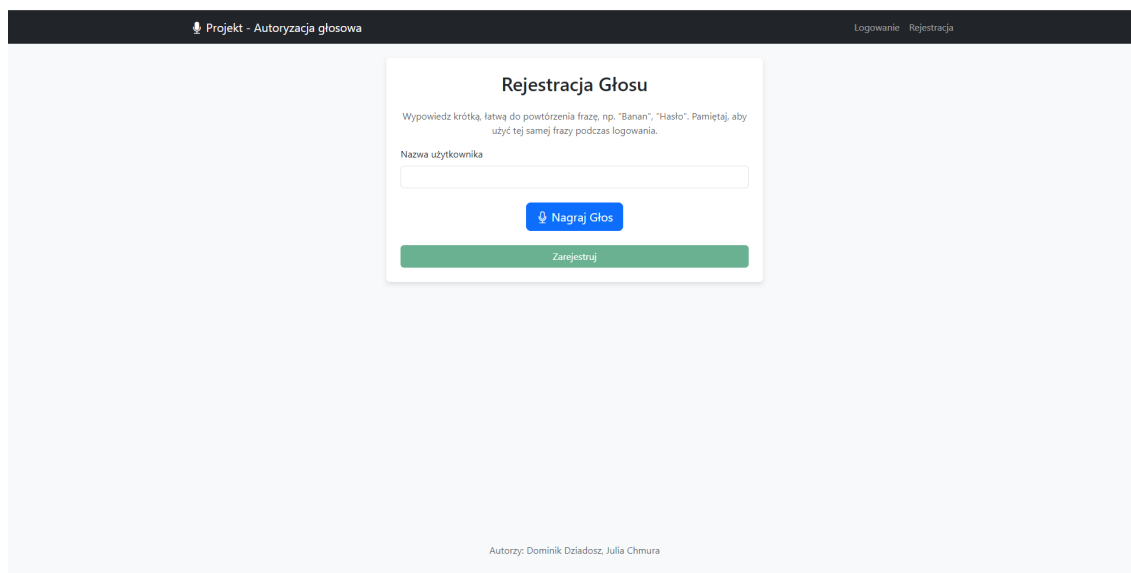 Projekt - Autoryzacja głosowa
Logowanie Rejestracja
Rejestracja Głosu
Wypowiedz krótką, łatwą do powtórzenia frazę, np. "Banan", "Hasło". Pamiętaj, aby
użyć tej samej frazy podczas logowania.
Nazwa użytkownika
Nagraj Głos
Zarejestruj
Autorzy: Dominik Dziadosz, Julia Chmura